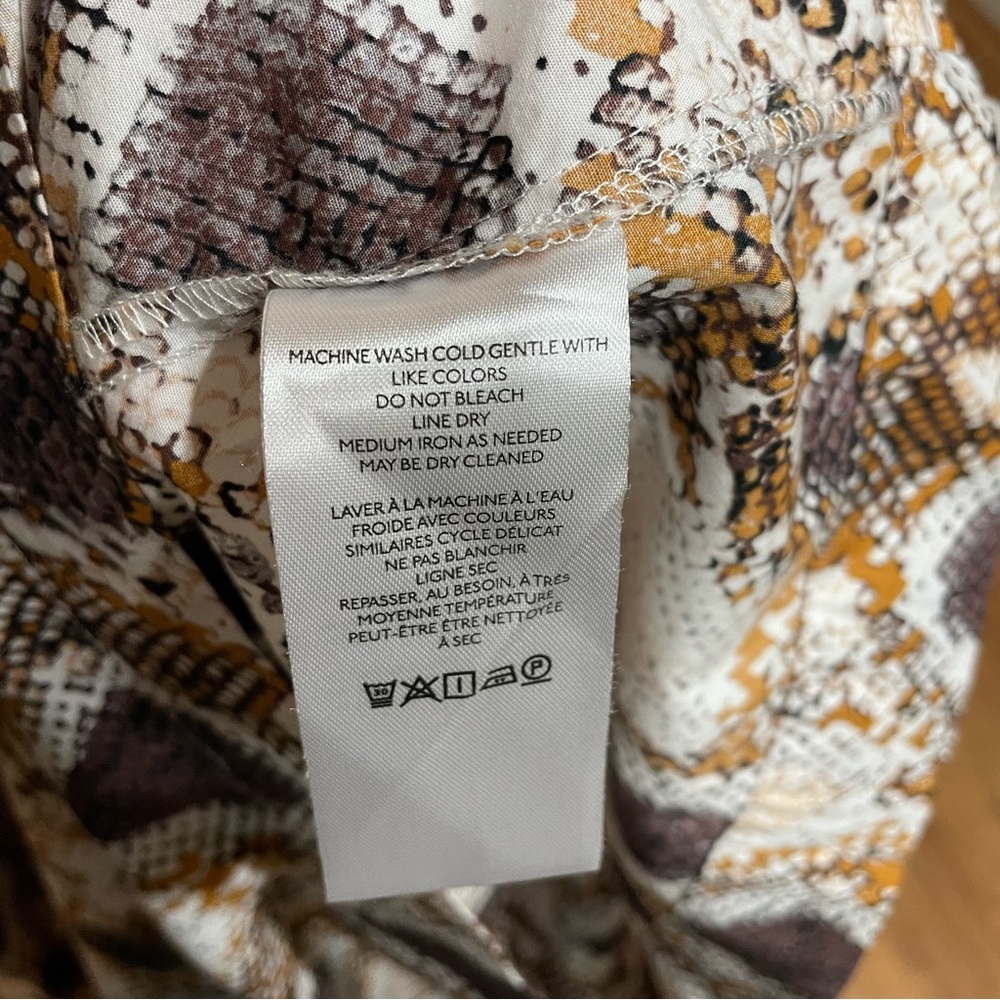 MACHINE WASH COLD GENTLE WITH
LIKE COLORS
DO NOT BLEACH
LINE DRY
MEDIUM IRON AS NEEDED
MAY BE DRY CLEANED
LAVER À LA MACHINE À L'EAU
FROIDE AVEC COULEURS
SIMILAIRES CYCLE DÉLICAT
NE PAS BLANCHIR
LIGNE SEC
REPASSER, AU BESOIN, À TRÉS
MOYENNE TEMPÉRATURE
PEUT-ÊTRE ÊTRE NETTOYÉE
À SEC
30 P